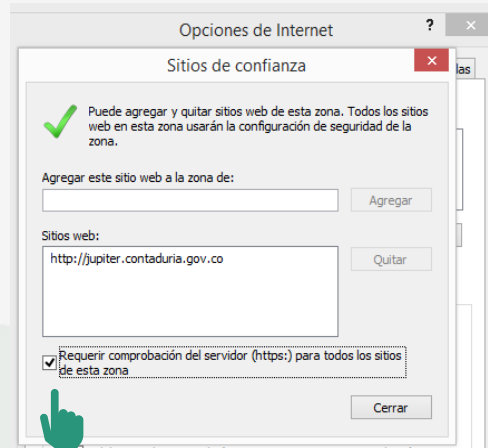 Opciones de Internet
?
Sitios de confianza
las
Puede agregar y quitar sitios web de esta zona. Todos los sitios
web en esta zona usarán la configuración de seguridad de la
zona.
Agregar este sitio web a la zona de:
Agregar
Sitios web:
http://jupiter.contaduria.gov.co
Quitar
Requerir comprobación del servidor (https:) para todos los sitios
de esta zona
Cerrar